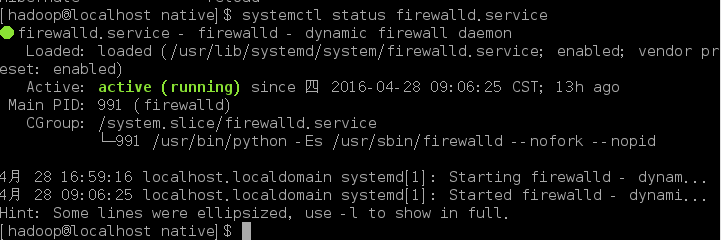 [hadoop@localhost native]$ systemctl status firewalld.service
firewalld.service - firewalld - dynamic firewall daemon
Loaded: loaded (/usr/lib/systemd/system/firewalld.service; enabled; vendor pr
eset: enabled)
Active: active (running) since 四 2016-04-28 09:06:25 CST; 13h ago
Main PID: 991 (firewalld)
CGroup: /system.slice/firewalld.service
└─991 /usr/bin/python -Es /usr/sbin/firewalld --nofork --nopid
4月 28 16:59:16 localhost.localdomain systemd[1]: Starting firewalld - dynam...
4月 28 09:06:25 localhost.localdomain systemd[1]: Started firewalld - dynami...
Hint: Some lines were ellipsized, use -l to show in full.
[hadoop@localhost native]$